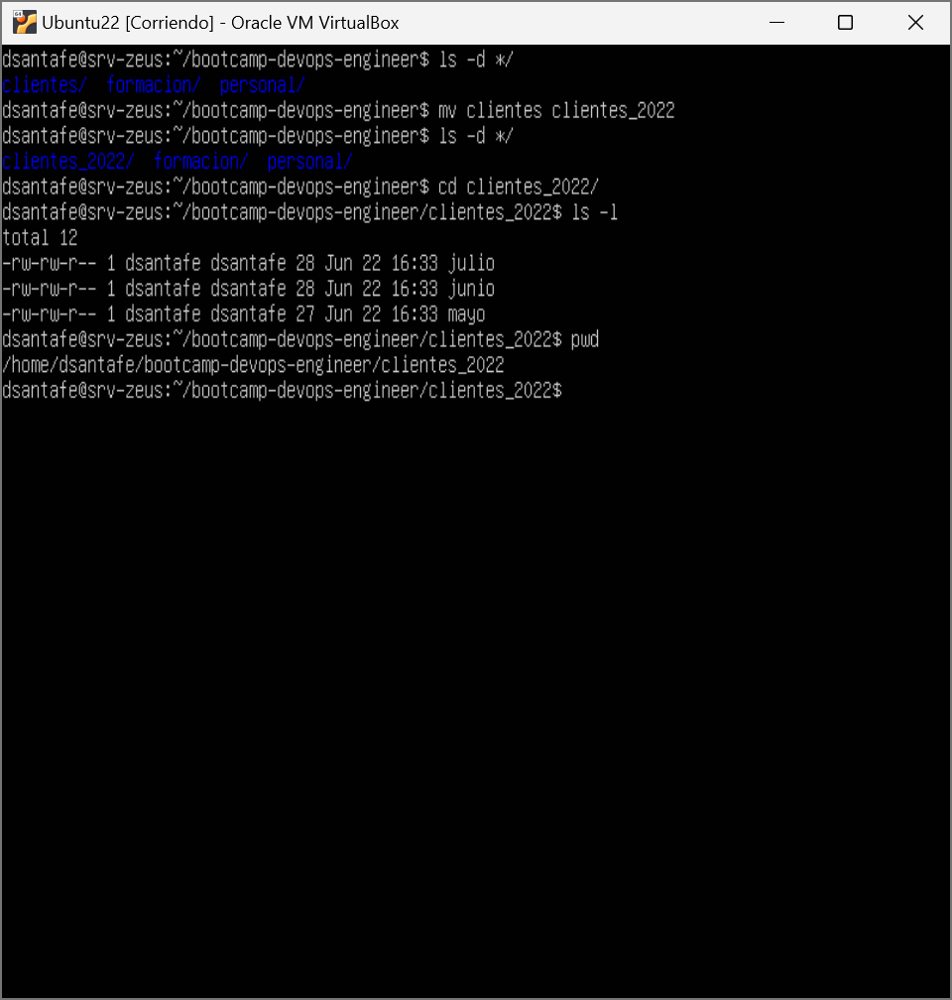 Ubuntu22 [Corriendo] - Oracle VM VirtualBox
dsantafe@srv-zeus:~/bootcamp-devops-engineer$ ls -d */
clientes/  formacion/  personal/
dsantafe@srv-zeus:~/bootcamp-devops-engineer$ mv clientes clientes_2022
dsantafe@srv-zeus:~/bootcamp-devops-engineer$ ls -d */
clientes_2022/  formacion/  personal/
dsantafe@srv-zeus:~/bootcamp-devops-engineer$ cd clientes_2022/
dsantafe@srv-zeus:~/bootcamp-devops-engineer/clientes_2022$ ls -l
total 12
-rw-rw-r-- 1 dsantafe dsantafe 28 Jun 22 16:33 julio
-rw-rw-r-- 1 dsantafe dsantafe 28 Jun 22 16:33 junio
-rw-rw-r-- 1 dsantafe dsantafe 27 Jun 22 16:33 mayo
dsantafe@srv-zeus:~/bootcamp-devops-engineer/clientes_2022$ pwd
/home/dsantafe/bootcamp-devops-engineer/clientes_2022
dsantafe@srv-zeus:~/bootcamp-devops-engineer/clientes_2022$